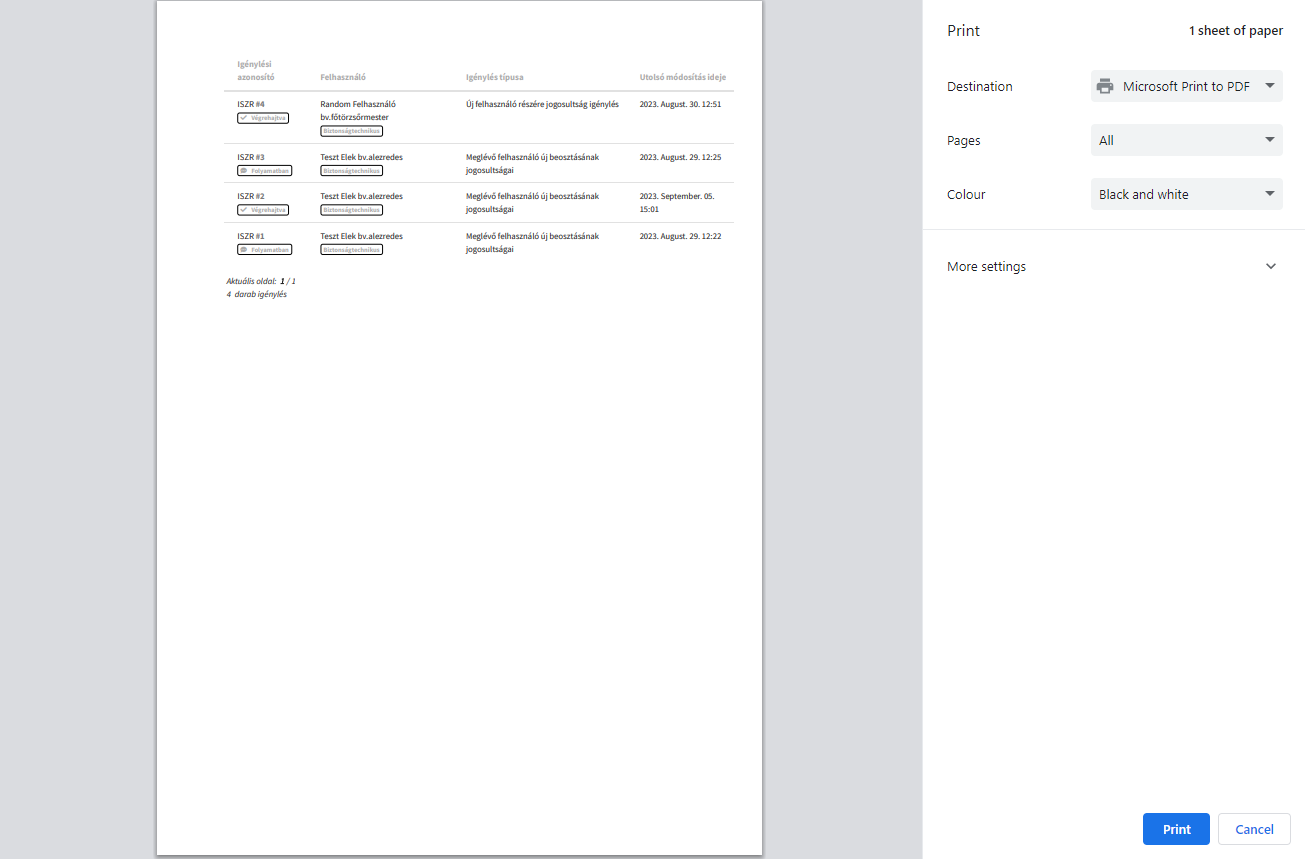 Igénylési
azonosító
Felhasználó
Igénylés típusa
Utolsó módosítás ideje
ISZR #4
Végrehajtva
Random Felhasználó
bv.főtörzsőrmester
Biztonságtechnikus
Új felhasználó részére jogosultság igénylés
2023. August. 30. 12:51
ISZR #3
Folyamatban
Teszt Elek bv.alezredes
Biztonságtechnikus
Meglévő felhasználó új beosztásának
jogosultságai
2023. August. 29. 12:25
ISZR #2
Végrehajtva
Teszt Elek bv.alezredes
Biztonságtechnikus
Meglévő felhasználó új beosztásának
jogosultságai
2023. September. 05.
15:01
ISZR #1
Folyamatban
Teszt Elek bv.alezredes
Biztonságtechnikus
Meglévő felhasználó új beosztásának
jogosultságai
2023. August. 29. 12:22
Aktuális oldal: 1 / 1
4 darab igénylés
Print
1 sheet of paper
Destination
Microsoft Print to PDF
Pages
All
Colour
Black and white
More settings
Print
Cancel